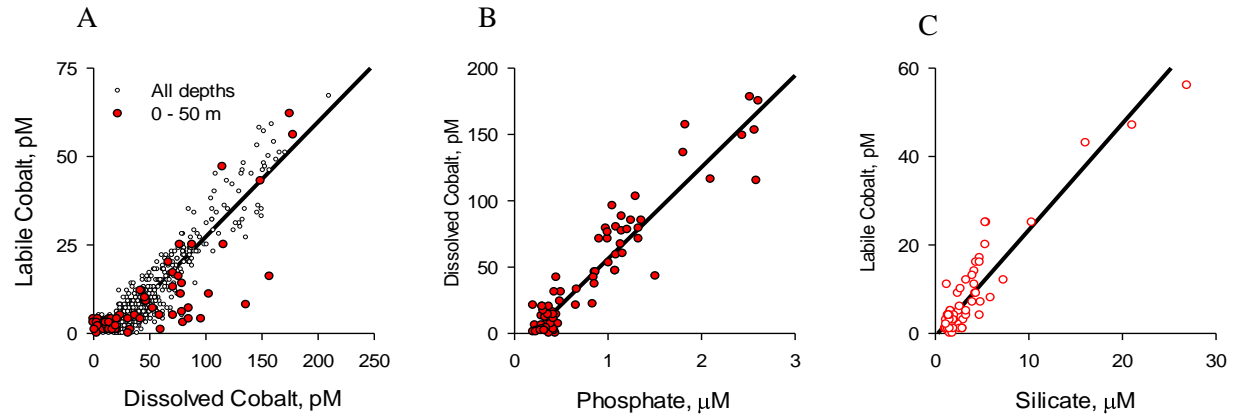 A
75
50
25
0
Labile Cobalt, pM
All depths
0 - 50 m
0 50 100 150 200 250
Dissolved Cobalt, pM
B
200
150
100
50
0
Dissolved Cobalt, pM
1 2 3
Phosphate, μM
C
60
40
20
0
Labile Cobalt, pM
0 10 20 30
Silicate, μM